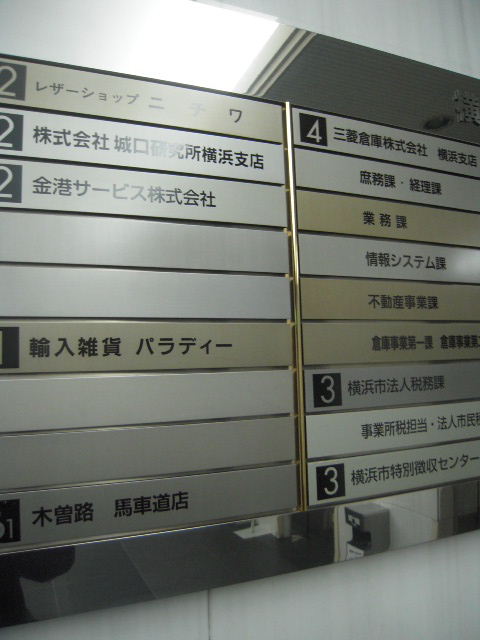 2 レザーショップ ニチワ
2 株式会社 城口研究所横浜支店
2 金港サービス株式会社
1 輸入雑貨 パラディー
B1 木曽路 馬車道店
横
4 三菱倉庫株式会社 横浜支店
庶務課・経理課
業務課
情報システム課
不動産事業課
倉庫事業第一課 倉庫事業第
3 横浜市法人税務課
事業所税担当・法人市民税
3 横浜市特別徴収センター